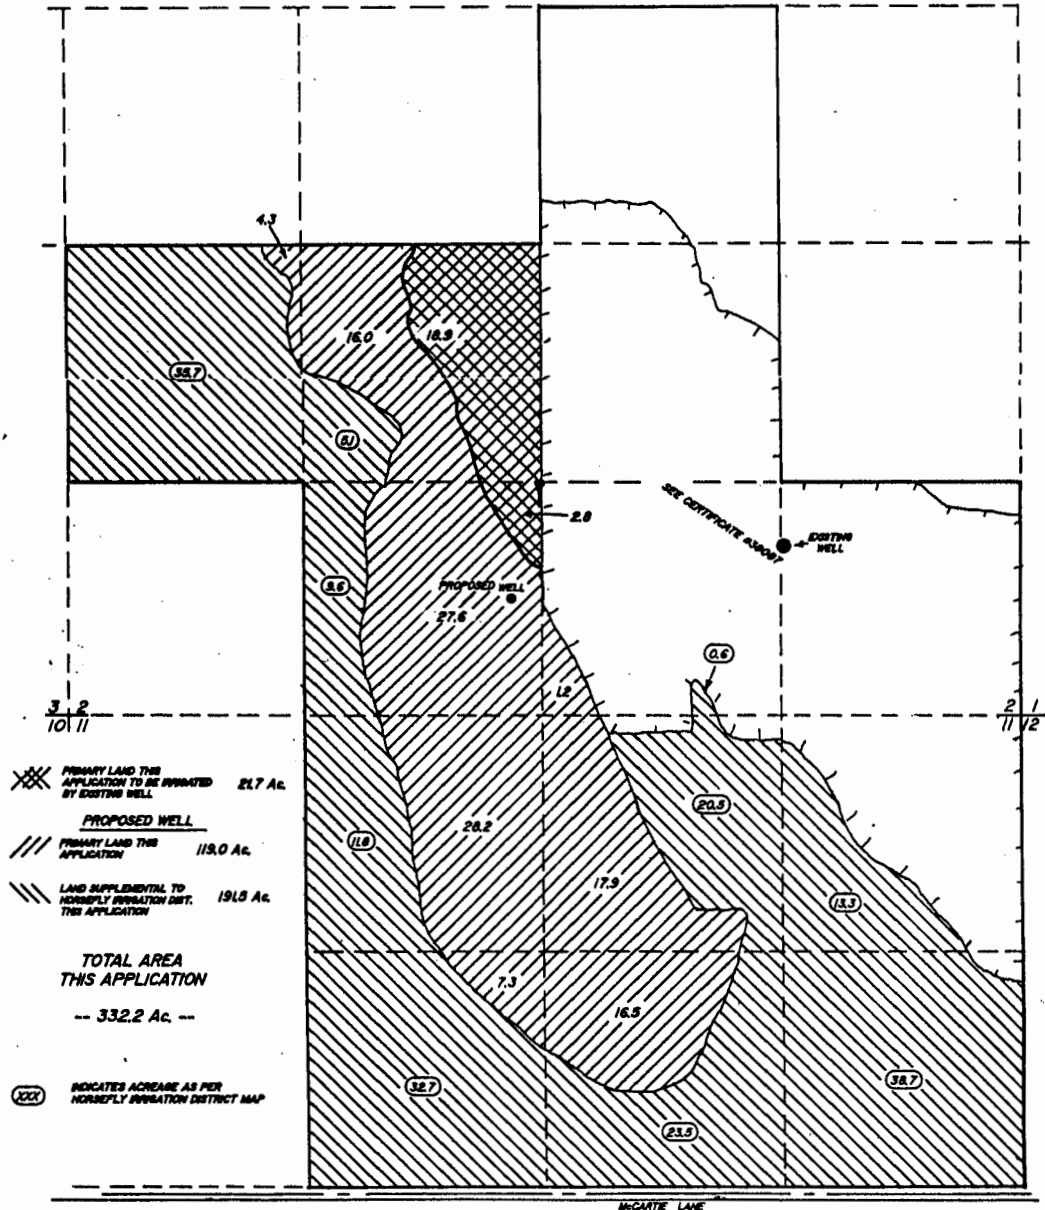 4.3
16.0
18.9
35.7
5.1
2.8
SEE CERTIFICATE
EXISTING
WELL
9.6
PROPOSED WELL
27.6
0.6
1.2
3 2
10 11
2 1
11 12
PRIMARY LAND THIS
APPLICATION TO BE IRRIGATED
BY EXISTING WELL
21.7 Ac.
PROPOSED WELL
PRIMARY LAND THIS
APPLICATION
119.0 Ac.
LAND SUPPLEMENTAL TO
HORSEFLY IRRIGATION DIST.
THIS APPLICATION
191.5 Ac.
TOTAL AREA
THIS APPLICATION
-- 332.2 Ac. --
XXX
INDICATES ACREAGE AS PER
HORSEFLY IRRIGATION DISTRICT MAP
20.5
28.2
11.8
17.9
13.3
7.3
16.5
32.7
38.7
23.5
McCARTIE LANE